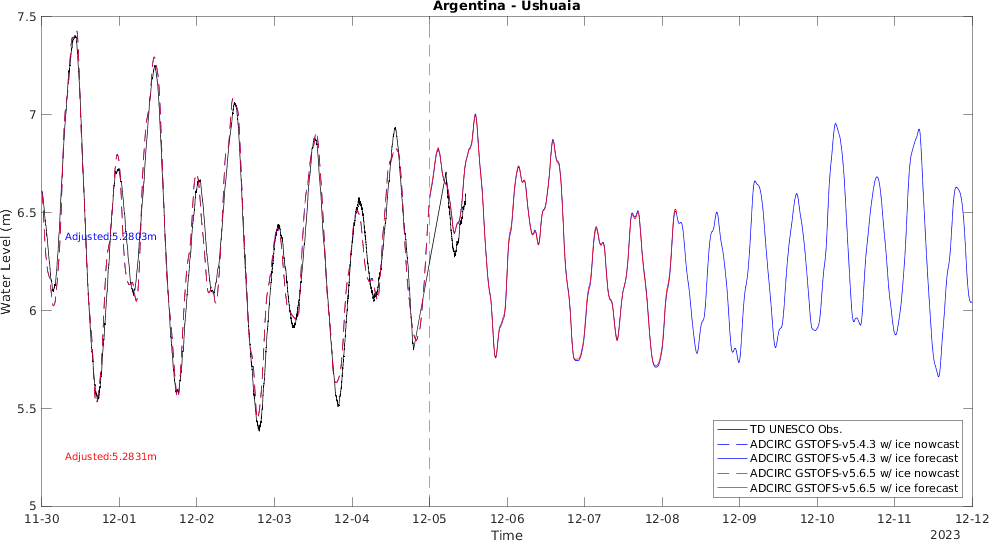 Argentina - Ushuaia
7.5
7
6.5
6
5.5
5
Water Level (m)
Adjusted:5.2803m
Adjusted:5.2831m
TD UNESCO Obs.
ADCIRC GSTOFS-v5.4.3 w/ ice nowcast
ADCIRC GSTOFS-v5.4.3 w/ ice forecast
ADCIRC GSTOFS-v5.6.5 w/ ice nowcast
ADCIRC GSTOFS-v5.6.5 w/ ice forecast
11-30 12-01 12-02 12-03 12-04 12-05 12-06 12-07 12-08 12-09 12-10 12-11 12-12
Time
2023